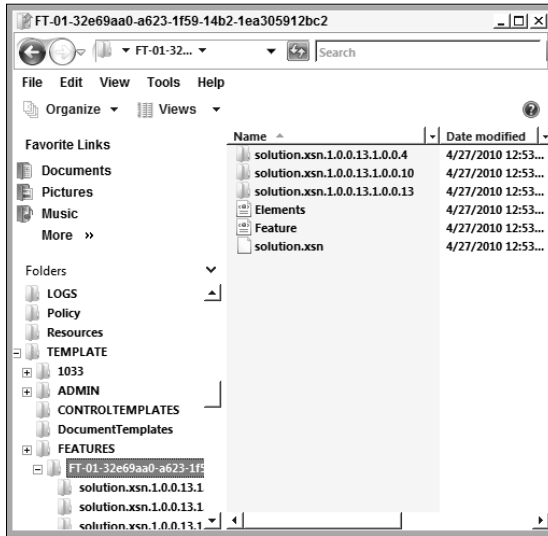 FT-01-32e69aa0-a623-1f59-14b2-1ea305912bc2
FT-01-32...
Search
File Edit View Tools Help
Organize Views
Favorite Links
Documents
Pictures
Music
More »
Folders
LOGS
Policy
Resources
TEMPLATE
1033
ADMIN
CONTROLTEMPLATES
DocumentTemplates
FEATURES
FT-01-32e69aa0-a623-1f5
solution.xsn.1.0.0.13.1
solution.xsn.1.0.0.13.1
solution.xsn.1.0.0.13.1
Name Date modified
solution.xsn.1.0.0.13.1.0.0.4 4/27/2010 12:53...
solution.xsn.1.0.0.13.1.0.0.10 4/27/2010 12:53...
solution.xsn.1.0.0.13.1.0.0.13 4/27/2010 12:53...
Elements 4/27/2010 12:53...
Feature 4/27/2010 12:53...
solution.xsn 4/27/2010 12:53...